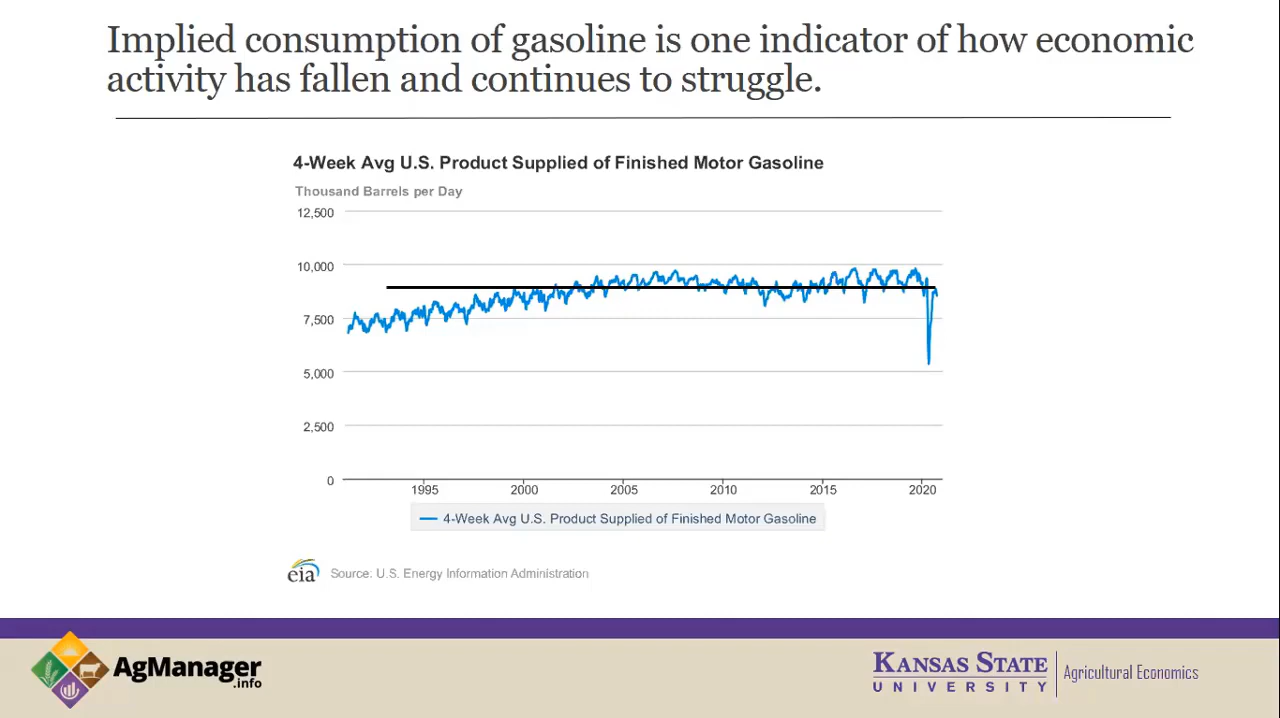 Implied consumption of gasoline is one indicator of how economic
activity has fallen and continues to struggle.
4-Week Avg U.S. Product Supplied of Finished Motor Gasoline
Thousand Barrels per Day
12,500
10,000
7,500
5,000
2,500
0
1995 2000 2005 2010 2015 2020
4-Week Avg U.S. Product Supplied of Finished Motor Gasoline
eia Source: U.S. Energy Information Administration
AgManager
.info
KANSAS STATE
UNIVERSITY
Agricultural Economics